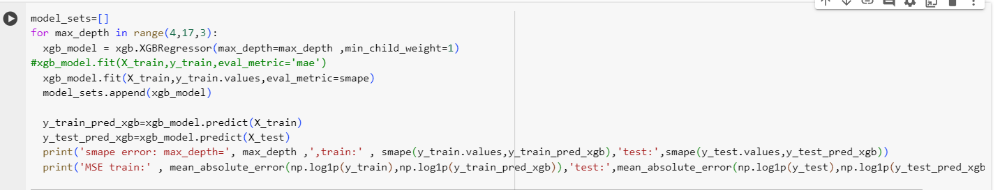 model_sets=[]
for max_depth in range(4,17,3):
  xgb_model = xgb.XGBRegressor(max_depth=max_depth ,min_child_weight=1)
#xgb_model.fit(X_train,y_train,eval_metric='mae')
  xgb_model.fit(X_train,y_train.values,eval_metric=smape)
  model_sets.append(xgb_model)

  y_train_pred_xgb=xgb_model.predict(X_train)
  y_test_pred_xgb=xgb_model.predict(X_test)
  print('smape error: max_depth=', max_depth ,',train:' , smape(y_train.values,y_train_pred_xgb),'test:',smape(y_test.values,y_test_pred_xgb))
  print('MSE train:' , mean_absolute_error(np.log1p(y_train),np.log1p(y_train_pred_xgb)),'test:',mean_absolute_error(np.log1p(y_test),np.log1p(y_test_pred_xgb